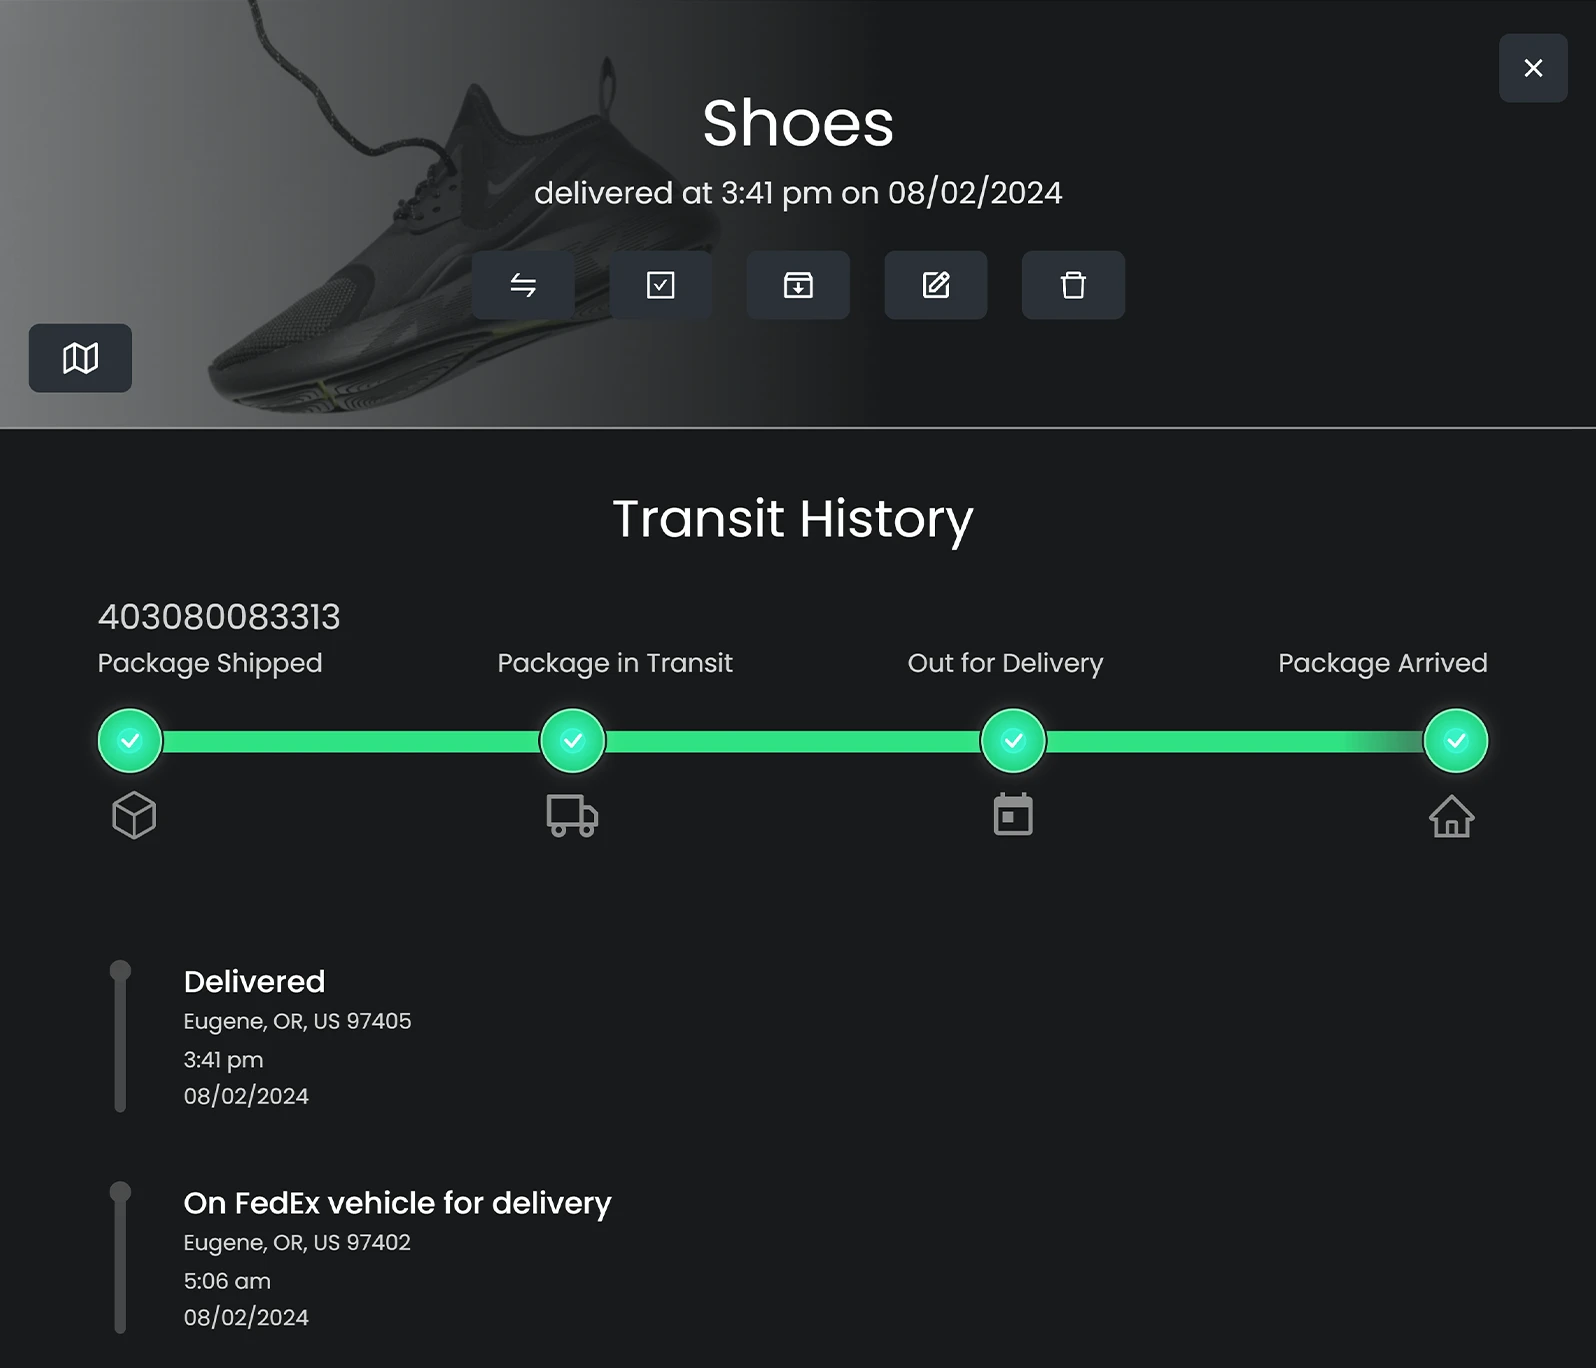 Shoes
delivered at 3:41 pm on 08/02/2024
Transit History
403080083313
Package Shipped
Package in Transit
Out for Delivery
Package Arrived
Delivered
Eugene, OR, US 97405
3:41 pm
08/02/2024
On FedEx vehicle for delivery
Eugene, OR, US 97402
5:06 am
08/02/2024